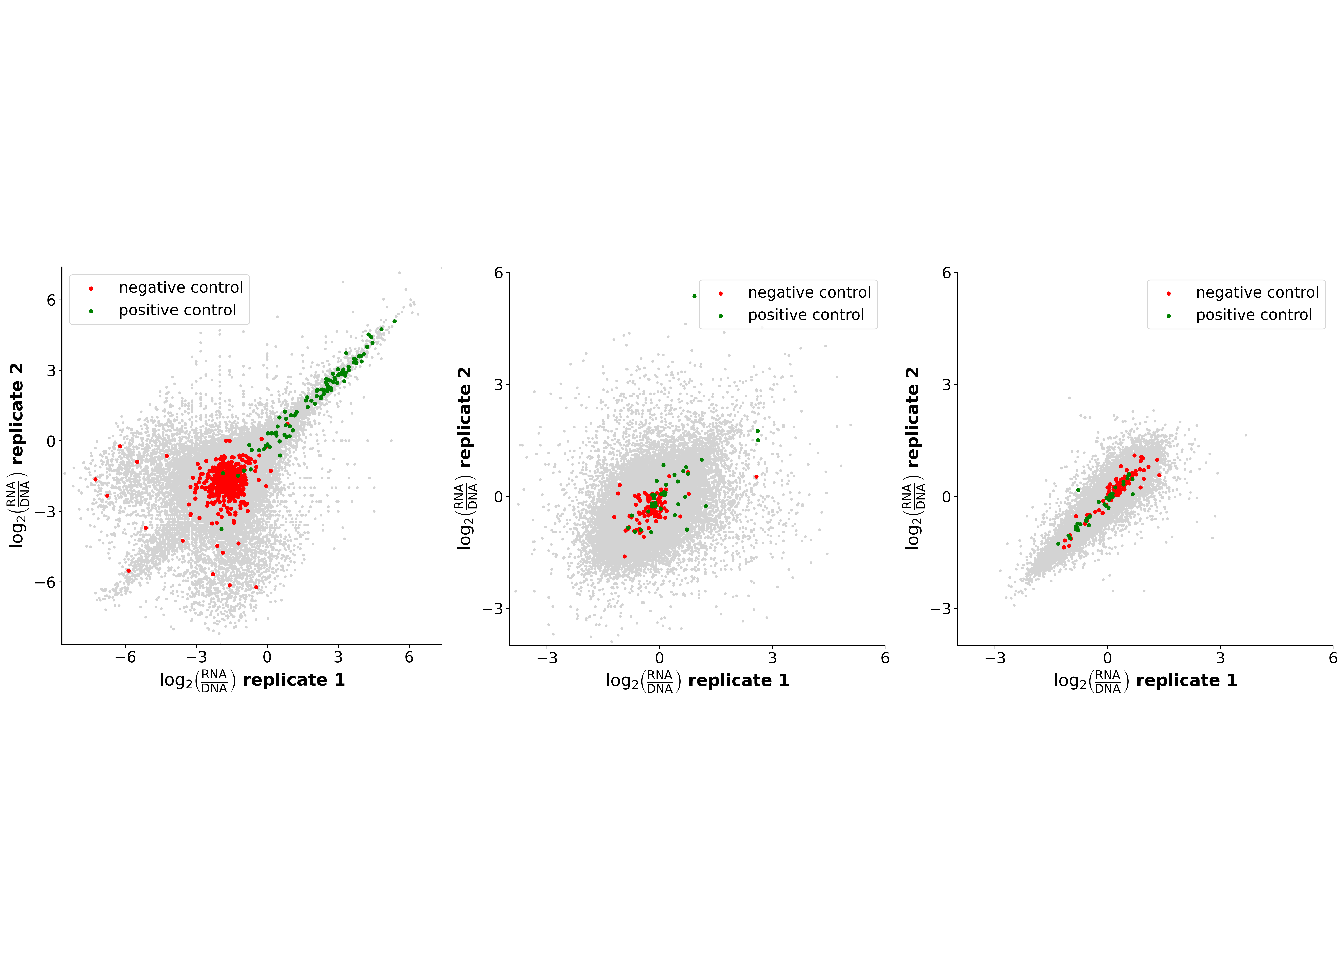 negative control
positive control
6
3
0
−3
−6
log₂(RNA/DNA) replicate 2
−6
−3
0
3
6
log₂(RNA/DNA) replicate 1
negative control
positive control
6
3
0
−3
log₂(RNA/DNA) replicate 2
−3
0
3
6
log₂(RNA/DNA) replicate 1
negative control
positive control
6
3
0
−3
log₂(RNA/DNA) replicate 2
−3
0
3
6
log₂(RNA/DNA) replicate 1